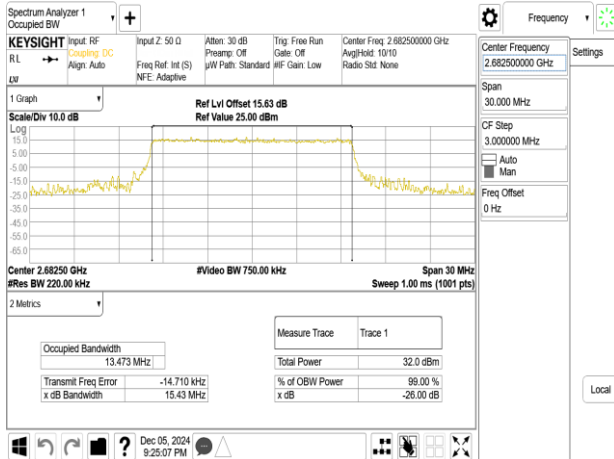 Spectrum Analyzer 1
Occupied BW
Frequency
KEYSIGHT
RL
LXI
Input: RF
Coupling: DC
Align: Auto
Input Z: 50 Ω
Freq Ref: Int (S)
NFE: Adaptive
Atten: 30 dB
Preamp: Off
µW Path: Standard
Trig: Free Run
Gate: Off
#IF Gain: Low
Center Freq: 2.682500000 GHz
Avg|Hold: 10/10
Radio Std: None
Center Frequency
2.682500000 GHz
Settings
Span
30.000 MHz
CF Step
3.000000 MHz
Auto
Man
Freq Offset
0 Hz
Local
1 Graph
Scale/Div 10.0 dB
Ref Lvl Offset 15.63 dB
Ref Value 25.00 dBm
Log
15.0
5.00
-5.00
-15.0
-25.0
-35.0
-45.0
-55.0
-65.0
Center 2.68250 GHz
#Video BW 750.00 kHz
Span 30 MHz
#Res BW 220.00 kHz
Sweep 1.00 ms (1001 pts)
2 Metrics
Measure Trace Trace 1
Occupied Bandwidth
13.473 MHz
Total Power 32.0 dBm
Transmit Freq Error -14.710 kHz
% of OBW Power 99.00 %
x dB Bandwidth 15.43 MHz
x dB -26.00 dB
?
Dec 05, 2024
9:25:07 PM